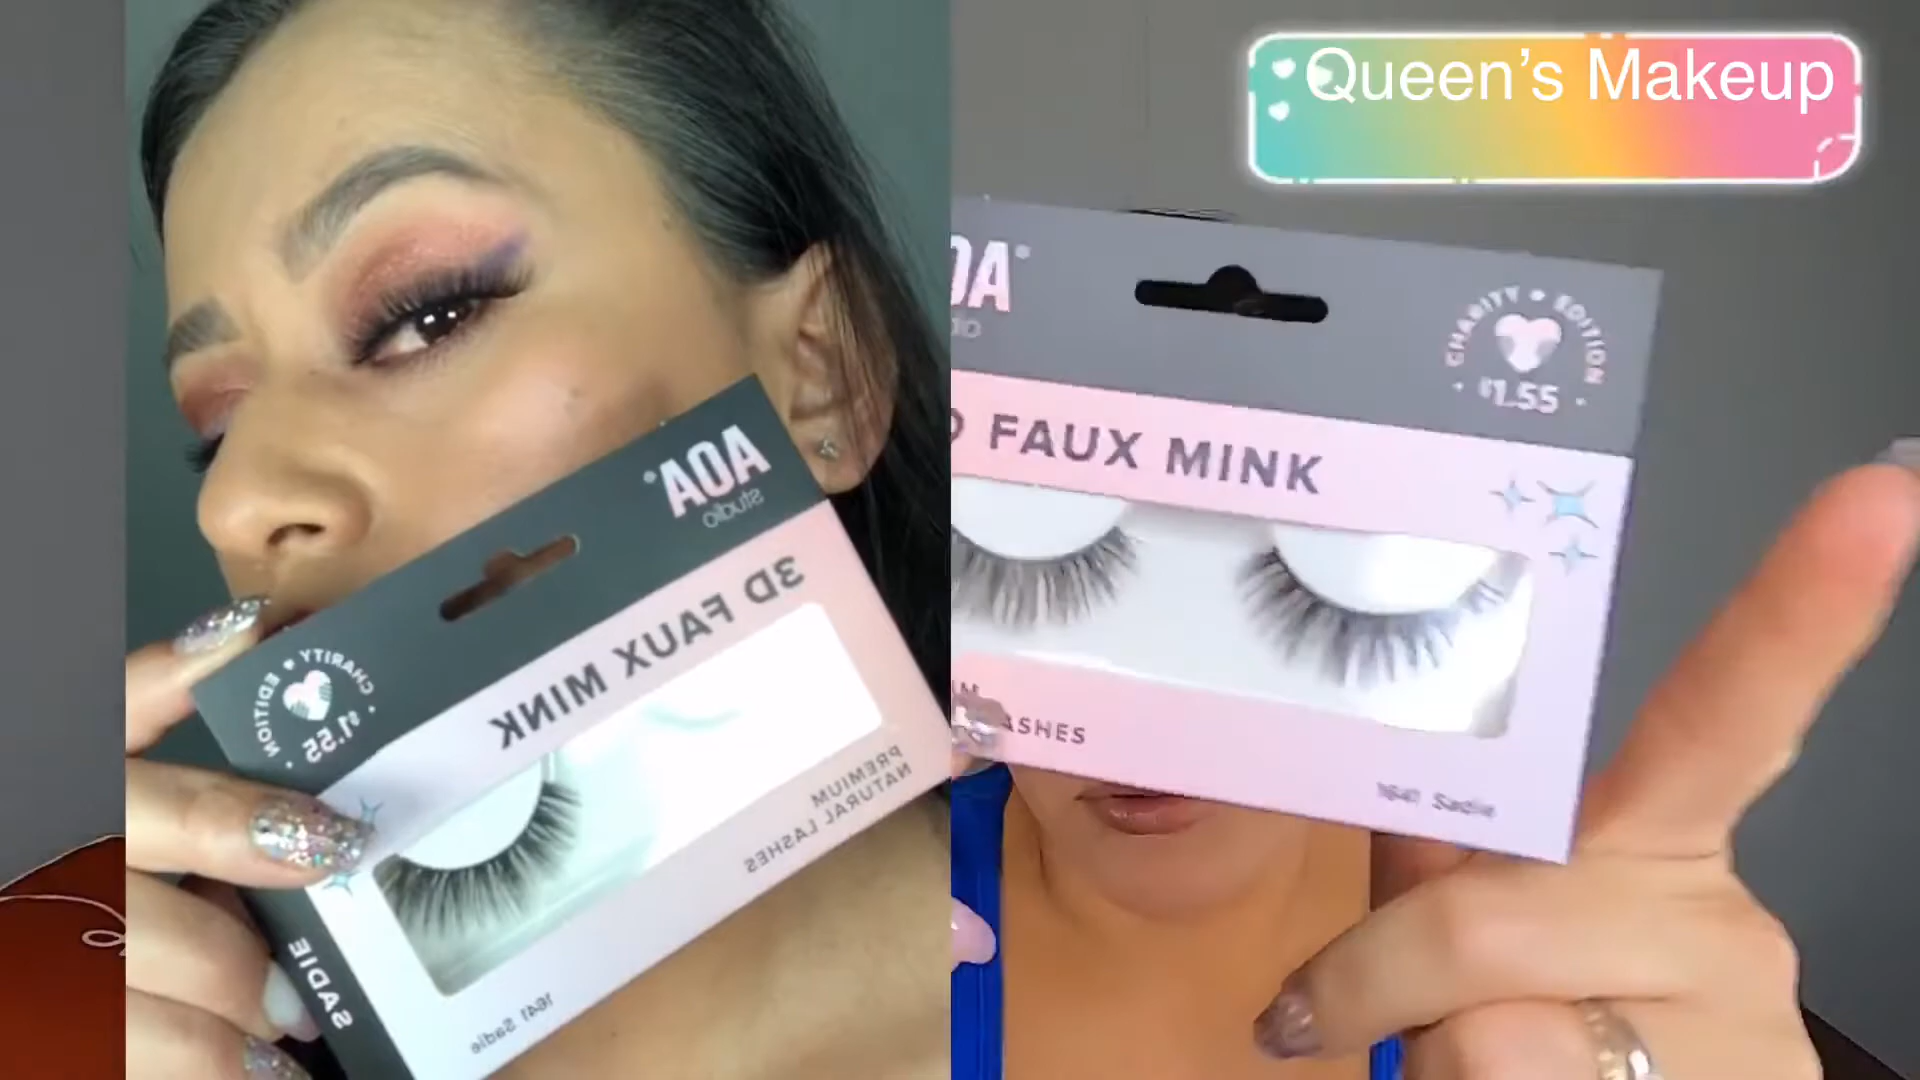 Queen's Makeup
AOA
studio
3D FAUX MINK
CHARITY • EDITION
$1.55
PREMIUM
NATURAL LASHES
1641 Sadie
SADIE
AOA
CHARITY • EDITION
$1.55
FAUX MINK
LASHES
1641 Sadie